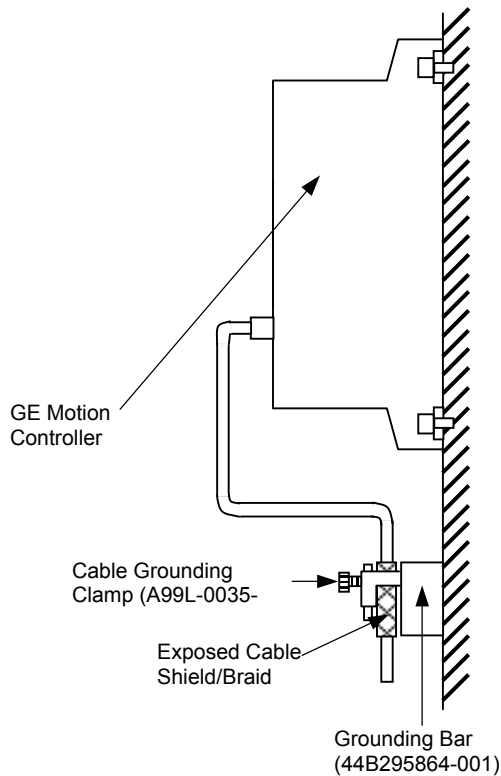 GE Motion
Controller
Cable Grounding
Clamp (A99L-0035-
Exposed Cable
Shield/Braid
Grounding Bar
(44B295864-001)